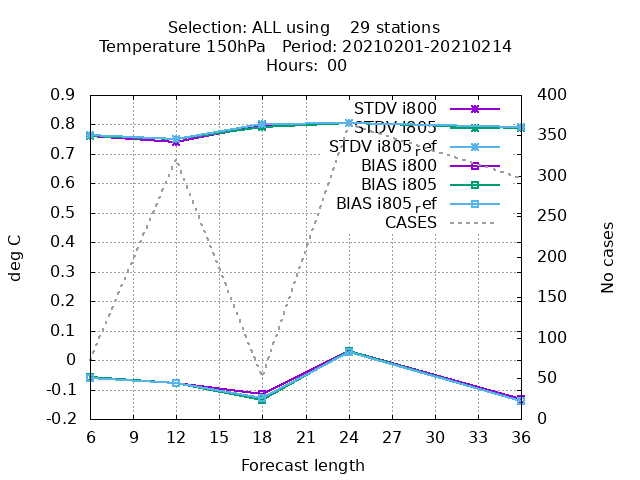 Selection: ALL using 29 stations
Temperature 150hPa Period: 20210201-20210214
Hours: 00
0.9
0.8
0.7
0.6
0.5
0.4
0.3
0.2
0.1
0
-0.1
-0.2
deg C
STDV i800
STDV i805
STDV i805ref
BIAS i800
BIAS i805
BIAS i805ref
CASES
400
350
300
250
200
150
100
50
0
No cases
6 9 12 15 18 21 24 27 30 33 36
Forecast length